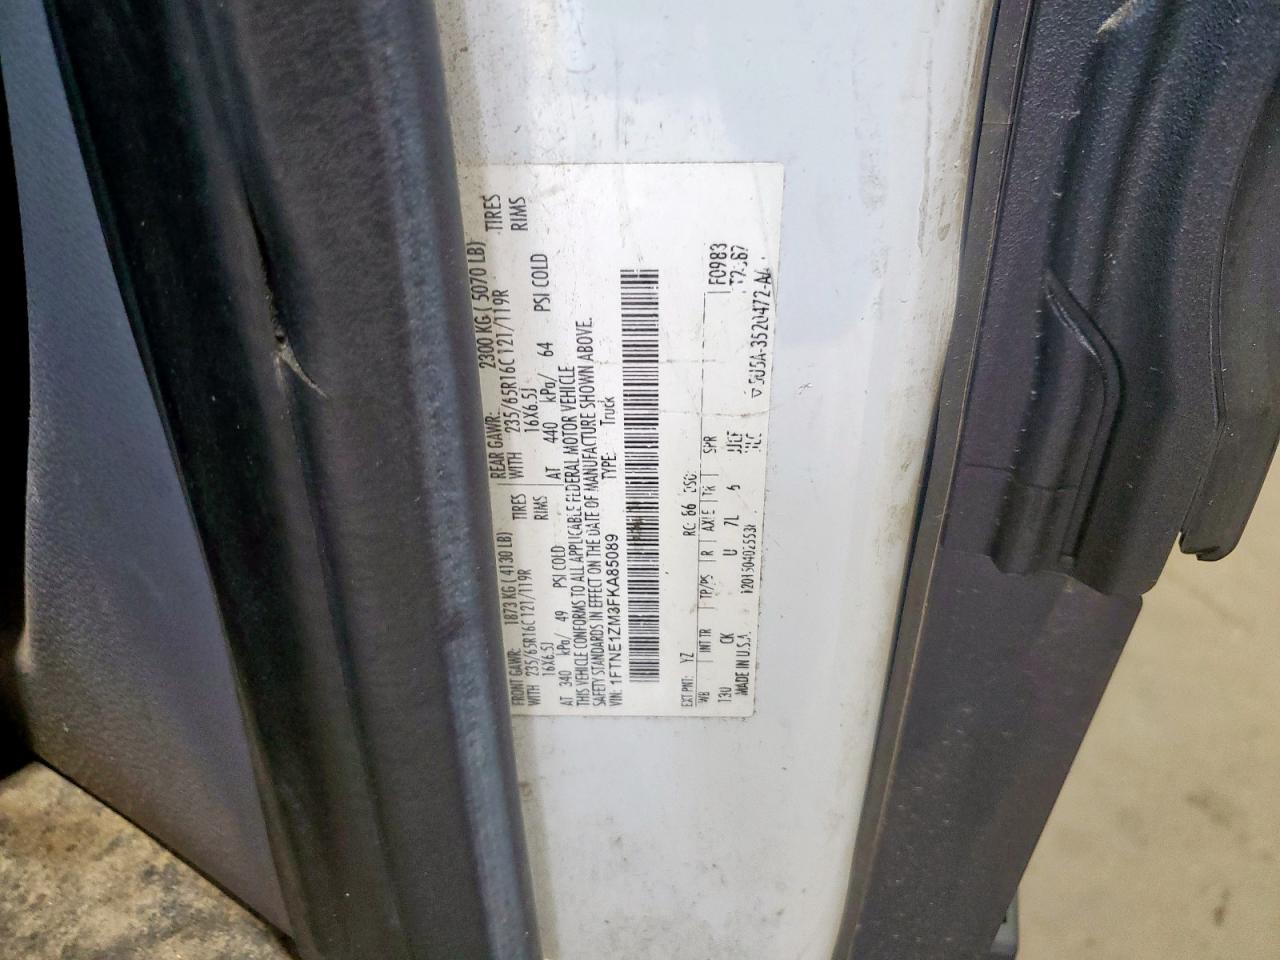 FRONT GAWR: 1873 KG ( 4130 LB) REAR GAWR: 2300 KG ( 5070 LB)
WITH 235/65R16C 121/119R TIRES WITH 235/65R16C 121/119R TIRES
16X6.5J RIMS 16X6.5J RIMS
AT 340 kPa/ 49 PSI COLD AT 440 kPa/ 64 PSI COLD
THIS VEHICLE CONFORMS TO ALL APPLICABLE FEDERAL MOTOR VEHICLE
SAFETY STANDARDS IN EFFECT ON THE DATE OF MANUFACTURE SHOWN ABOVE.
VIN: 1FTNE1ZM3FKA85089 TYPE: Truck
EXT PNT: YZ RC: 66
WB INT TR TP/PS R AXLE TR SPR F0983
130 CK U 7L 6
MADE IN U.S.A.